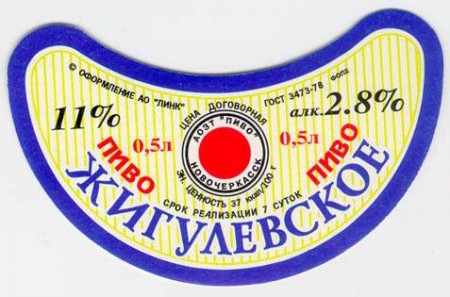 © ОФОРМЛЕНИЕ АО "ЛИНК"
ЦЕНА ДОГОВОРНАЯ
ГОСТ 3473-78
11%
алк.2.8%
0,5л
0,5л
АОЗТ "ПИВО"
НОВОЧЕРКАССК
ЭН. ЦЕННОСТЬ 37 ккал/100 г
СРОК РЕАЛИЗАЦИИ 7 СУТОК
ПИВО
ЖИГУЛЕВСКОЕ
ПИВО